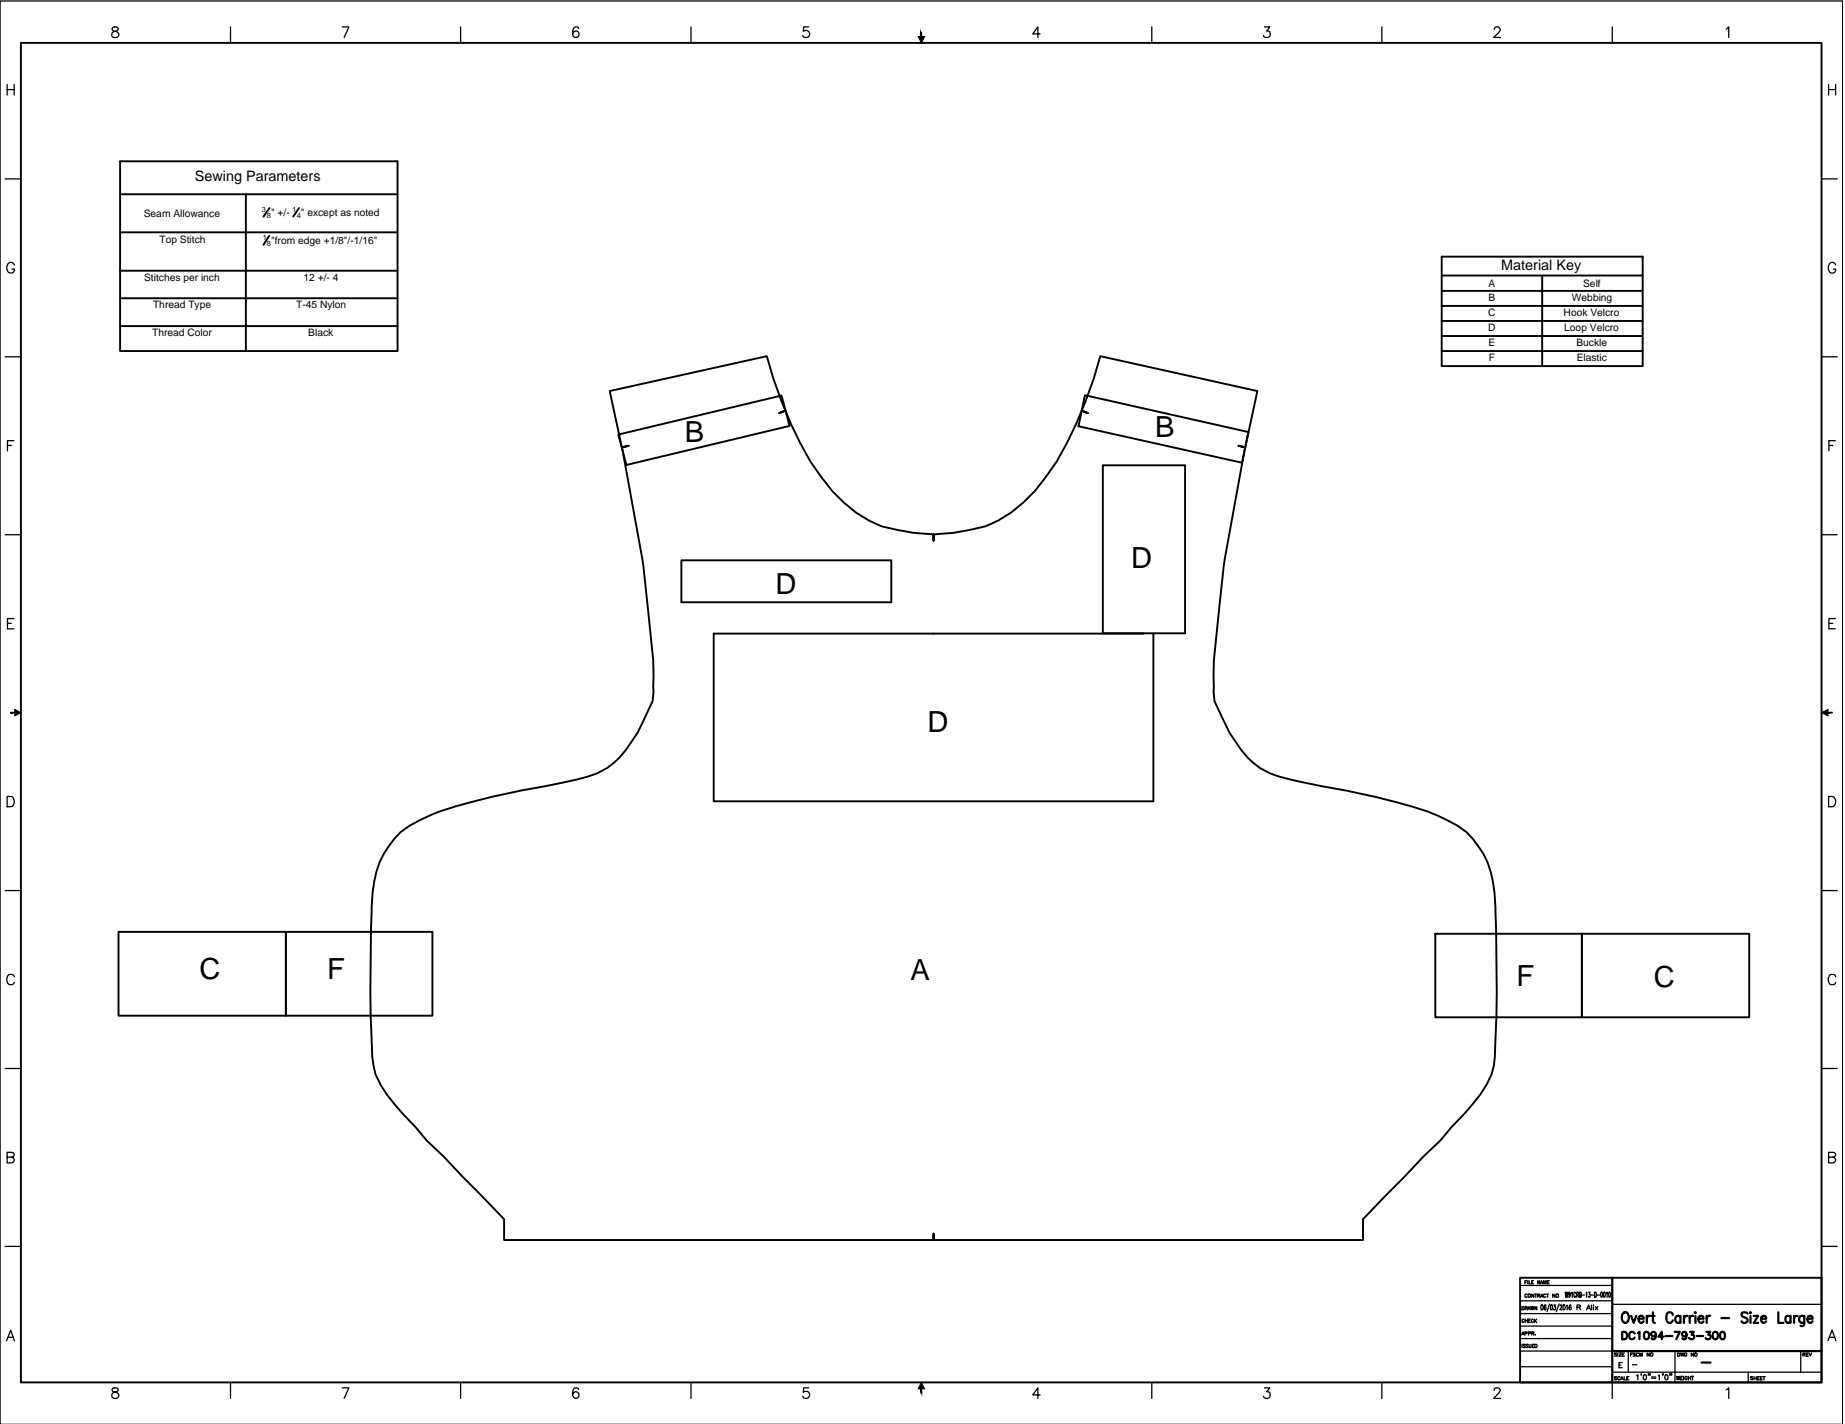 8 7 6 5 4 3 2 1
H H
Sewing Parameters
Seam Allowance 3/8" +/- 1/4" except as noted
Top Stitch 1/8"from edge +1/8"/-1/16"
Stitches per inch 12 +/- 4
Thread Type T-45 Nylon
Thread Color Black
G G
Material Key
A Self
B Webbing
C Hook Velcro
D Loop Velcro
E Buckle
F Elastic
B B
F F
D
D
E E
D
D D
C F A F C
C C
B B
FILE NAME
CONTRACT NO
DRAWN 06/03/2016 R Alix
CHECK
APPR.
ISSUED
Overt Carrier - Size Large
DC1094-793-300
SIZE FSCM NO DWG NO REV
E - -
SCALE 1'0"=1'0" WEIGHT SHEET
A A
8 7 6 5 4 3 2 1